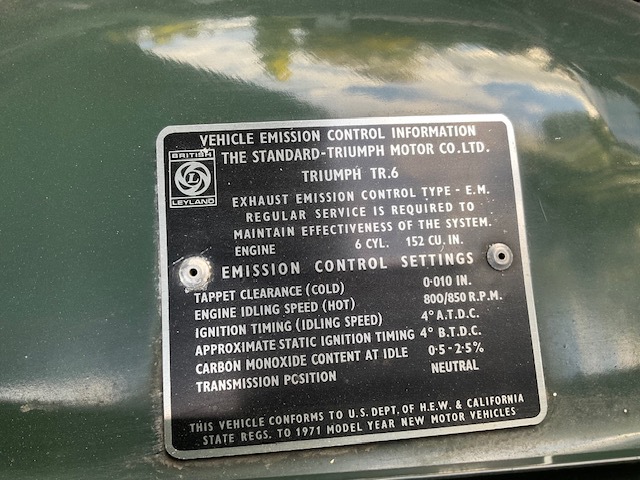 VEHICLE EMISSION CONTROL INFORMATION
BRITISH
L
LEYLAND
THE STANDARD-TRIUMPH MOTOR CO.LTD.
TRIUMPH TR.6
EXHAUST EMISSION CONTROL TYPE - E.M.
REGULAR SERVICE IS REQUIRED TO
MAINTAIN EFFECTIVENESS OF THE SYSTEM.
ENGINE 6 CYL. 152 CU. IN.
EMISSION CONTROL SETTINGS
TAPPET CLEARANCE (COLD) 0·010 IN.
ENGINE IDLING SPEED (HOT) 800/850 R.P.M.
IGNITION TIMING (IDLING SPEED) 4° A.T.D.C.
APPROXIMATE STATIC IGNITION TIMING 4° B.T.D.C.
CARBON MONOXIDE CONTENT AT IDLE 0·5-2·5%
TRANSMISSION POSITION NEUTRAL
THIS VEHICLE CONFORMS TO U.S. DEPT, OF H.E.W. & CALIFORNIA
STATE REGS. TO 1971 MODEL YEAR NEW MOTOR VEHICLES